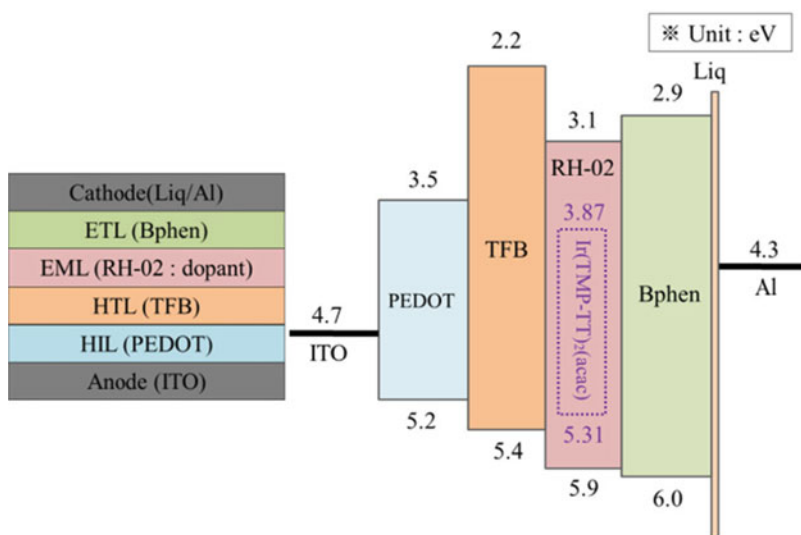 ※ Unit : eV
Liq
2.2
2.9
3.1
3.5
RH-02
3.87
Cathode(Liq/Al)
ETL (Bphen)
EML (RH-02 : dopant)
HTL (TFB)
HIL (PEDOT)
Anode (ITO)
4.7
ITO
PEDOT
TFB
Ir(TMP-TT)₂(acac)
Bphen
4.3
Al
5.2
5.4
5.31
5.9
6.0